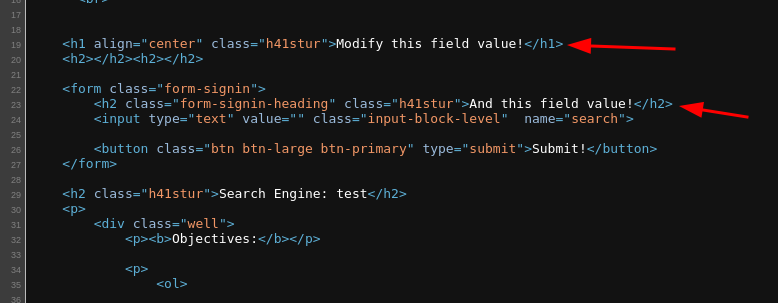 16 <br>
17
18
19 <h1 align="center" class="h41stur">Modify this field value!</h1>
20 <h2></h2><h2></h2>
21
22 <form class="form-signin">
23 <h2 class="form-signin-heading" class="h41stur">And this field value!</h2>
24 <input type="text" value="" class="input-block-level"  name="search">
25
26 <button class="btn btn-large btn-primary" type="submit">Submit!</button>
27 </form>
28
29 <h2 class="h41stur">Search Engine: test</h2>
30 <p>
31 <div class="well">
32 <p><b>Objectives:</b></p>
33
34 <p>
35 <ol>
36